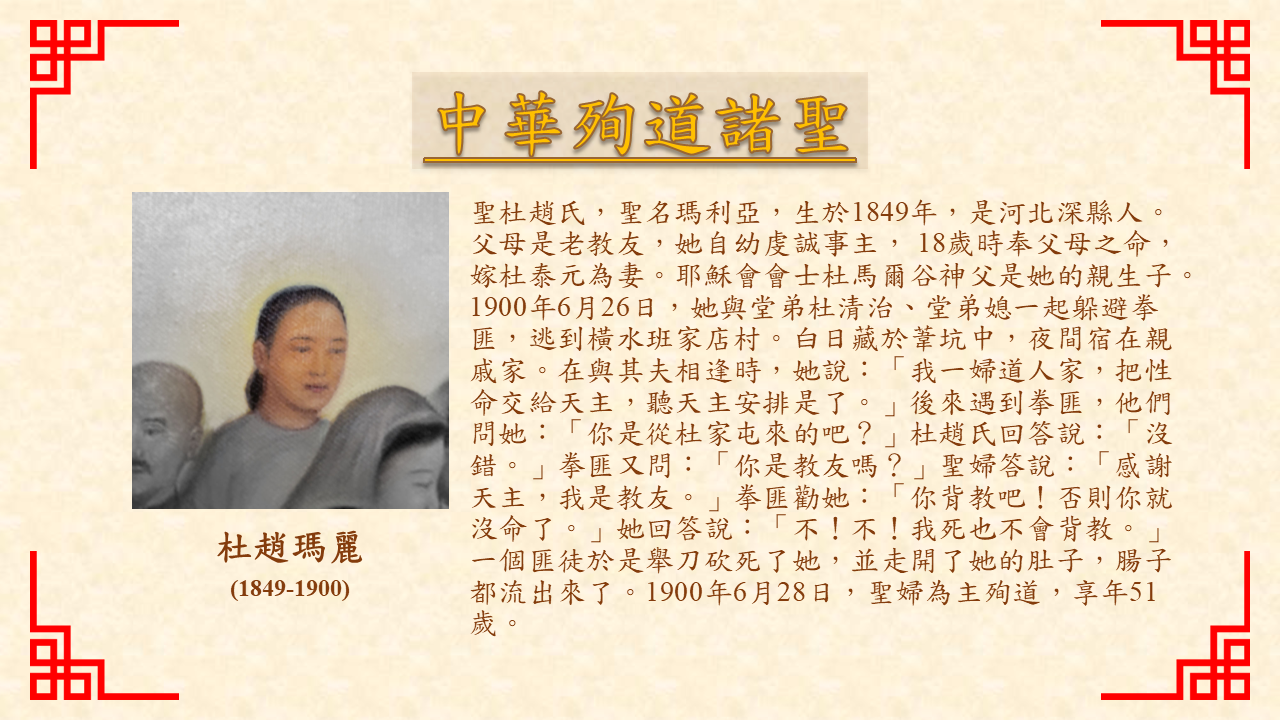 中華殉道諸聖
聖杜趙氏，聖名瑪利亞，生於1849年，是河北深縣人。
父母是老教友，她自幼虔誠事主， 18歲時奉父母之命，
嫁杜泰元為妻。耶穌會會士杜馬爾谷神父是她的親生子。
1900年6月26日，她與堂弟杜清治、堂弟媳一起躲避拳
匪，逃到橫水班家店村。白日藏於葦坑中，夜間宿在親
戚家。在與其夫相逢時，她說：「我一婦道人家，把性
命交給天主，聽天主安排是了。」後來遇到拳匪，他們
問她：「你是從杜家屯來的吧？」杜趙氏回答說：「沒
錯。」拳匪又問：「你是教友嗎？」聖婦答說：「感謝
天主，我是教友。」拳匪勸她：「你背教吧！否則你就
沒命了。」她回答說：「不！不！我死也不會背教。」
一個匪徒於是舉刀砍死了她，並走開了她的肚子，腸子
都流出來了。1900年6月28日，聖婦為主殉道，享年51
歲。
杜趙瑪麗
(1849-1900)